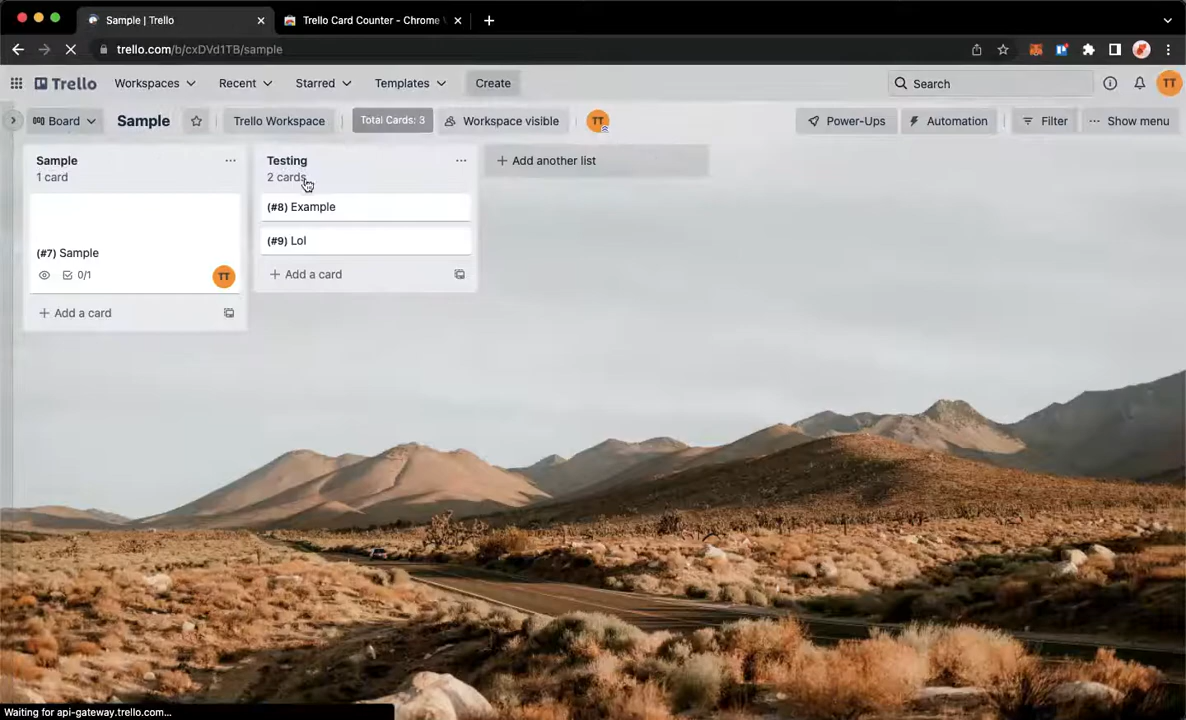 Sample | Trello
Trello Card Counter - Chrome
trello.com/b/cxDVd1TB/sample
Trello
Workspaces
Recent
Starred
Templates
Create
Search
TT
Board
Sample
Trello Workspace
Total Cards: 3
Workspace visible
TT
Power-Ups
Automation
Filter
Show menu
Sample
1 card
(#7) Sample
0/1
TT
+ Add a card
Testing
2 cards
(#8) Example
(#9) Lol
+ Add a card
+ Add another list
Waiting for api-gateway.trello.com...